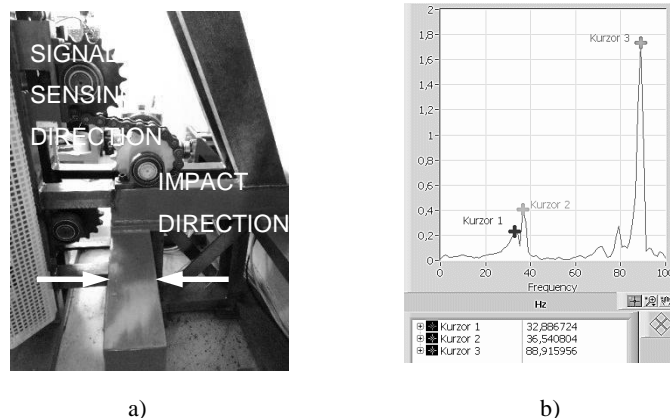 SIGNAL
SENSING
DIRECTION
IMPACT
DIRECTION
a)
2
1,8
1,6
1,4
1,2
1
0,8
0,6
0,4
0,2
0
0 20 40 60 80 100
Kurzor 3
Kurzor 2
Kurzor 1
Frequency
Hz
Kurzor 1 32,886724
Kurzor 2 36,540804
Kurzor 3 88,915956
b)